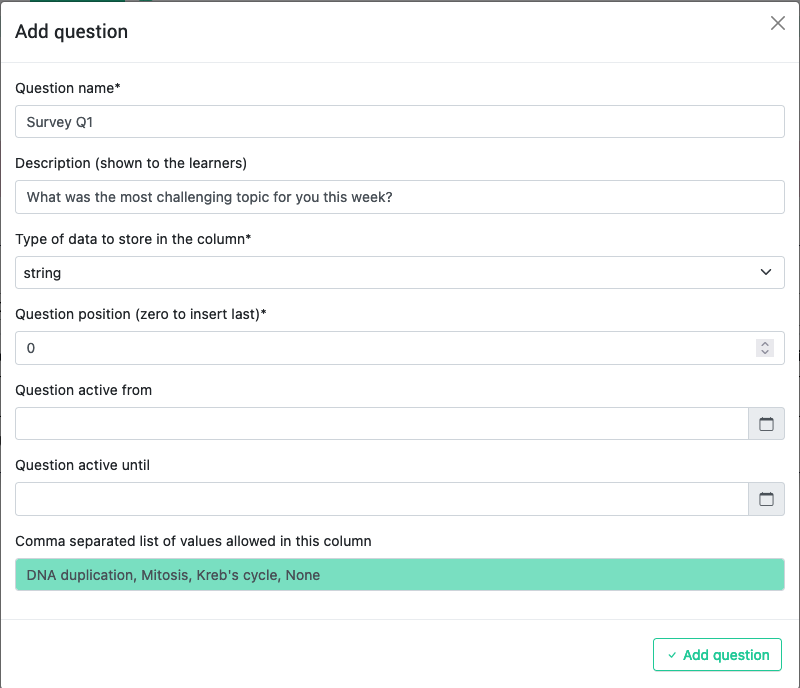 Add question
Question name*
Survey Q1
Description (shown to the learners)
What was the most challenging topic for you this week?
Type of data to store in the column*
string
Question position (zero to insert last)*
0
Question active from
Question active until
Comma separated list of values allowed in this column
DNA duplication, Mitosis, Kreb's cycle, None
Add question